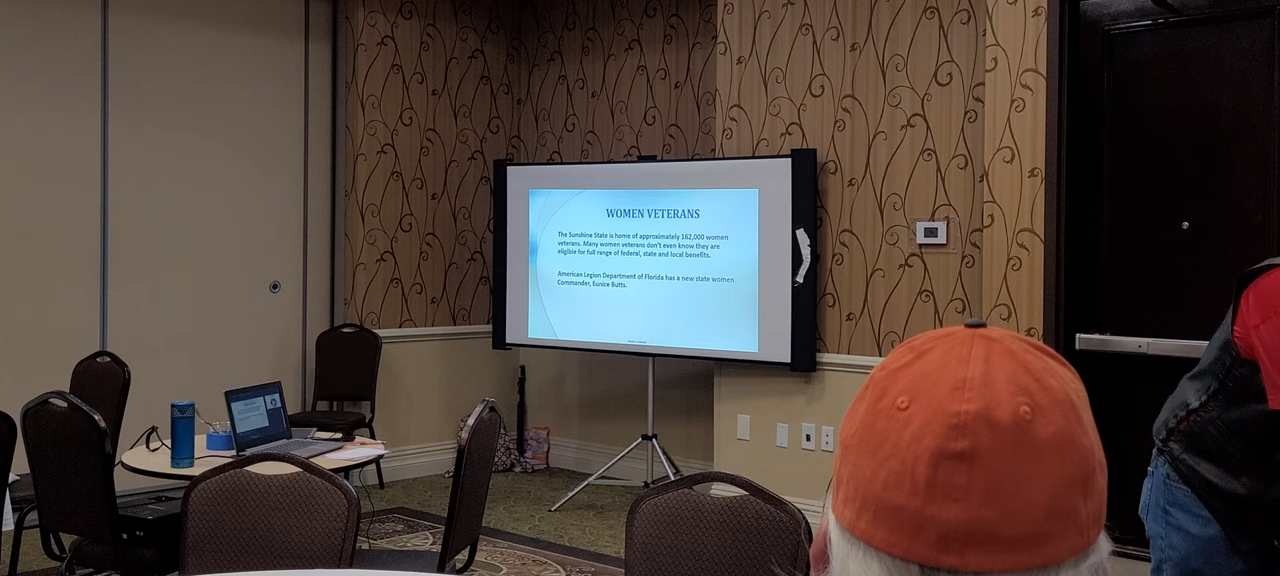 WOMEN VETERANS
The Sunshine State is home of approximately 162,000 women
veterans. Many women veterans don't even know they are
eligible for full range of federal, state and local benefits.
American Legion Department of Florida has a new state women
Commander, Eunice Butts.